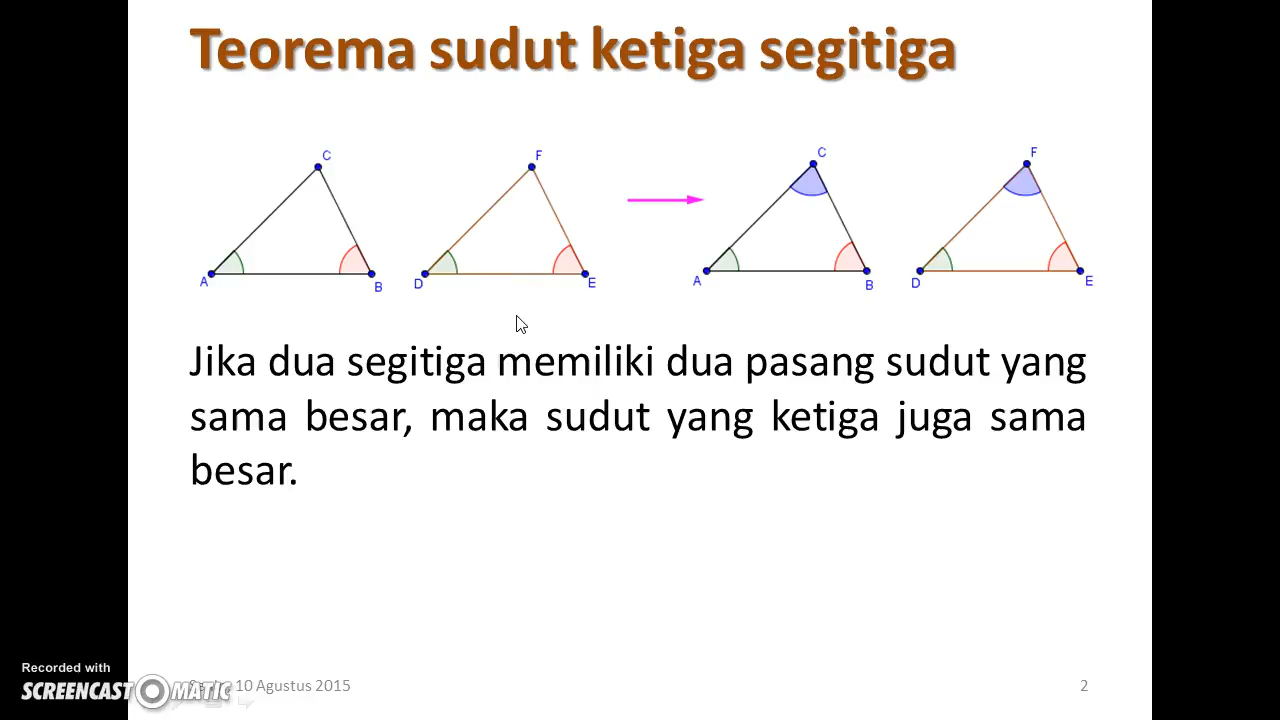 Teorema sudut ketiga segitiga
C F C F
A B D E A B D E
Jika dua segitiga memiliki dua pasang sudut yang
sama besar, maka sudut yang ketiga juga sama
besar.
Recorded with
SCREENCAST MATIC
10 Agustus 2015
2